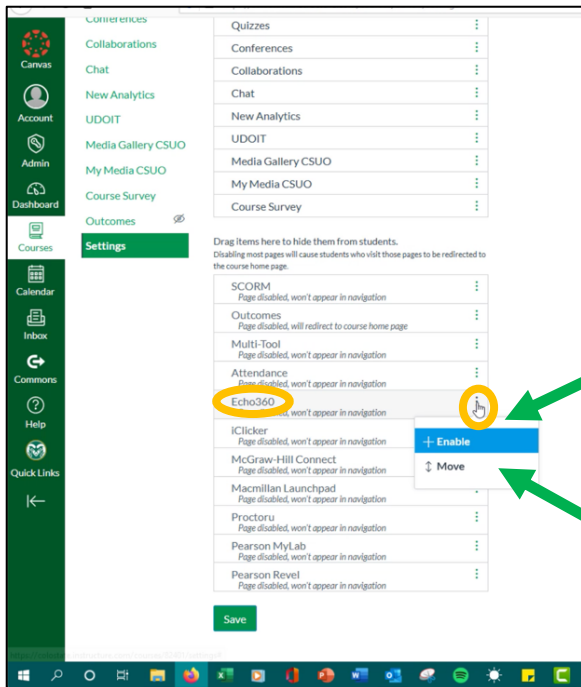 Canvas
Account
Admin
Dashboard
Courses
Calendar
Inbox
Commons
Help
Quick Links
Conferences
Collaborations
Chat
New Analytics
UDOIT
Media Gallery CSUO
My Media CSUO
Course Survey
Outcomes
Settings
Quizzes
Conferences
Collaborations
Chat
New Analytics
UDOIT
Media Gallery CSUO
My Media CSUO
Course Survey
Drag items here to hide them from students.
Disabling most pages will cause students who visit those pages to be redirected to
the course home page.
SCORM
Page disabled, won't appear in navigation
Outcomes
Page disabled, will redirect to course home page
Multi-Tool
Page disabled, won't appear in navigation
Attendance
Page disabled, won't appear in navigation
Echo360
Page disabled, won't appear in navigation
iClicker
Page disabled, won't appear in navigation
McGraw-Hill Connect
Page disabled, won't appear in navigation
Macmillan Launchpad
Page disabled, won't appear in navigation
Proctoru
Page disabled, won't appear in navigation
Pearson MyLab
Page disabled, won't appear in navigation
Pearson Revel
Page disabled, won't appear in navigation
+ Enable
Move
Save